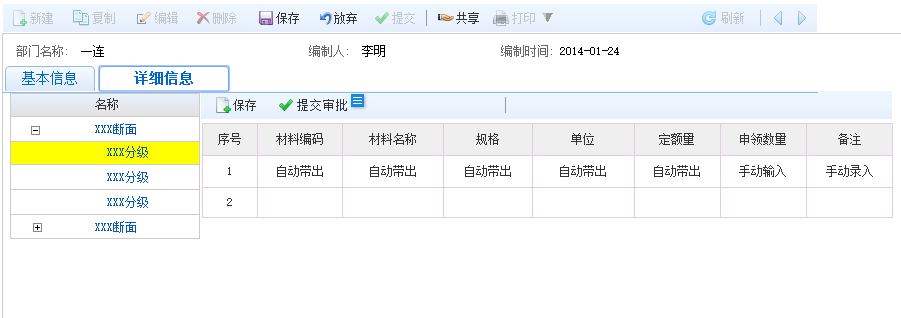 新建 复制 编辑 删除 保存 放弃 提交 共享 打印 刷新
部门名称: 一连 编制人: 李明 编制时间: 2014-01-24
基本信息 详细信息
名称
XXX断面
XXX分级
XXX分级
XXX分级
XXX断面
保存 提交审批
序号 材料编码 材料名称 规格 单位 定额量 申领数量 备注
1 自动带出 自动带出 自动带出 自动带出 自动带出 手动输入 手动录入
2